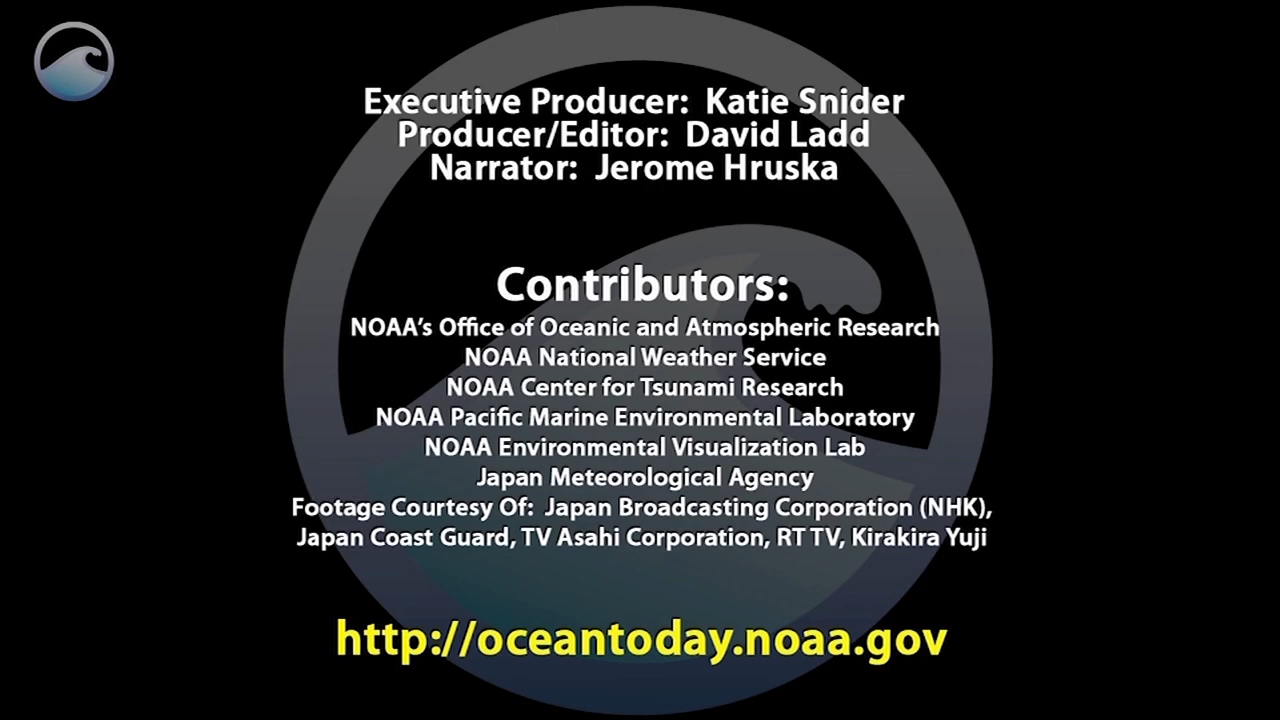 Executive Producer: Katie Snider
Producer/Editor: David Ladd
Narrator: Jerome Hruska
Contributors:
NOAA's Office of Oceanic and Atmospheric Research
NOAA National Weather Service
NOAA Center for Tsunami Research
NOAA Pacific Marine Environmental Laboratory
NOAA Environmental Visualization Lab
Japan Meteorological Agency
Footage Courtesy Of: Japan Broadcasting Corporation (NHK),
Japan Coast Guard, TV Asahi Corporation, RT TV, Kirakira Yuji
http://oceantoday.noaa.gov